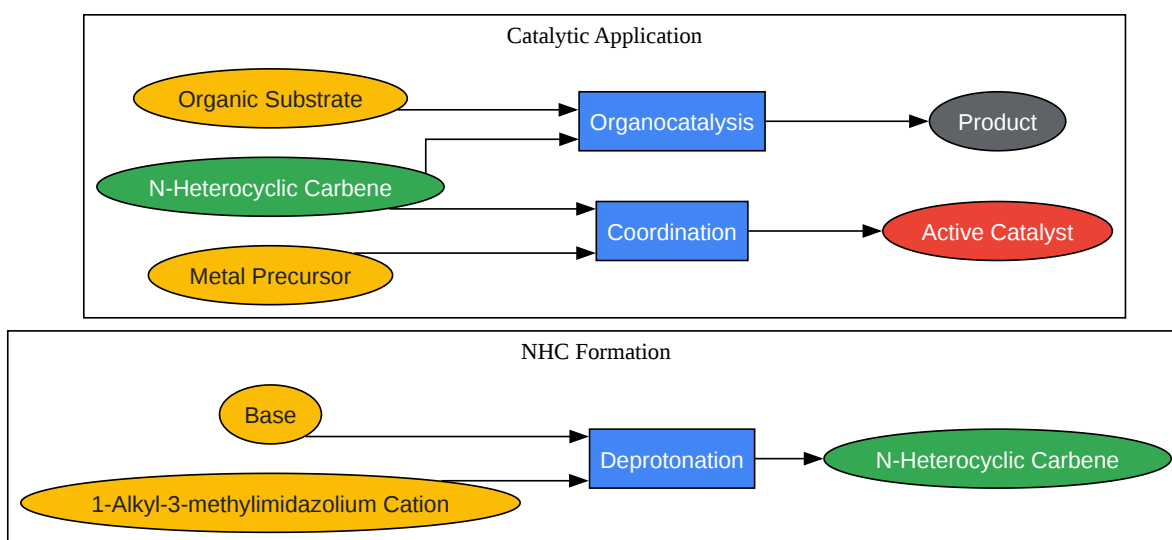 Catalytic Application
Organic Substrate
Organocatalysis
Product
N-Heterocyclic Carbene
Coordination
Active Catalyst
Metal Precursor
NHC Formation
Base
Deprotonation
N-Heterocyclic Carbene
1-Alkyl-3-methylimidazolium Cation